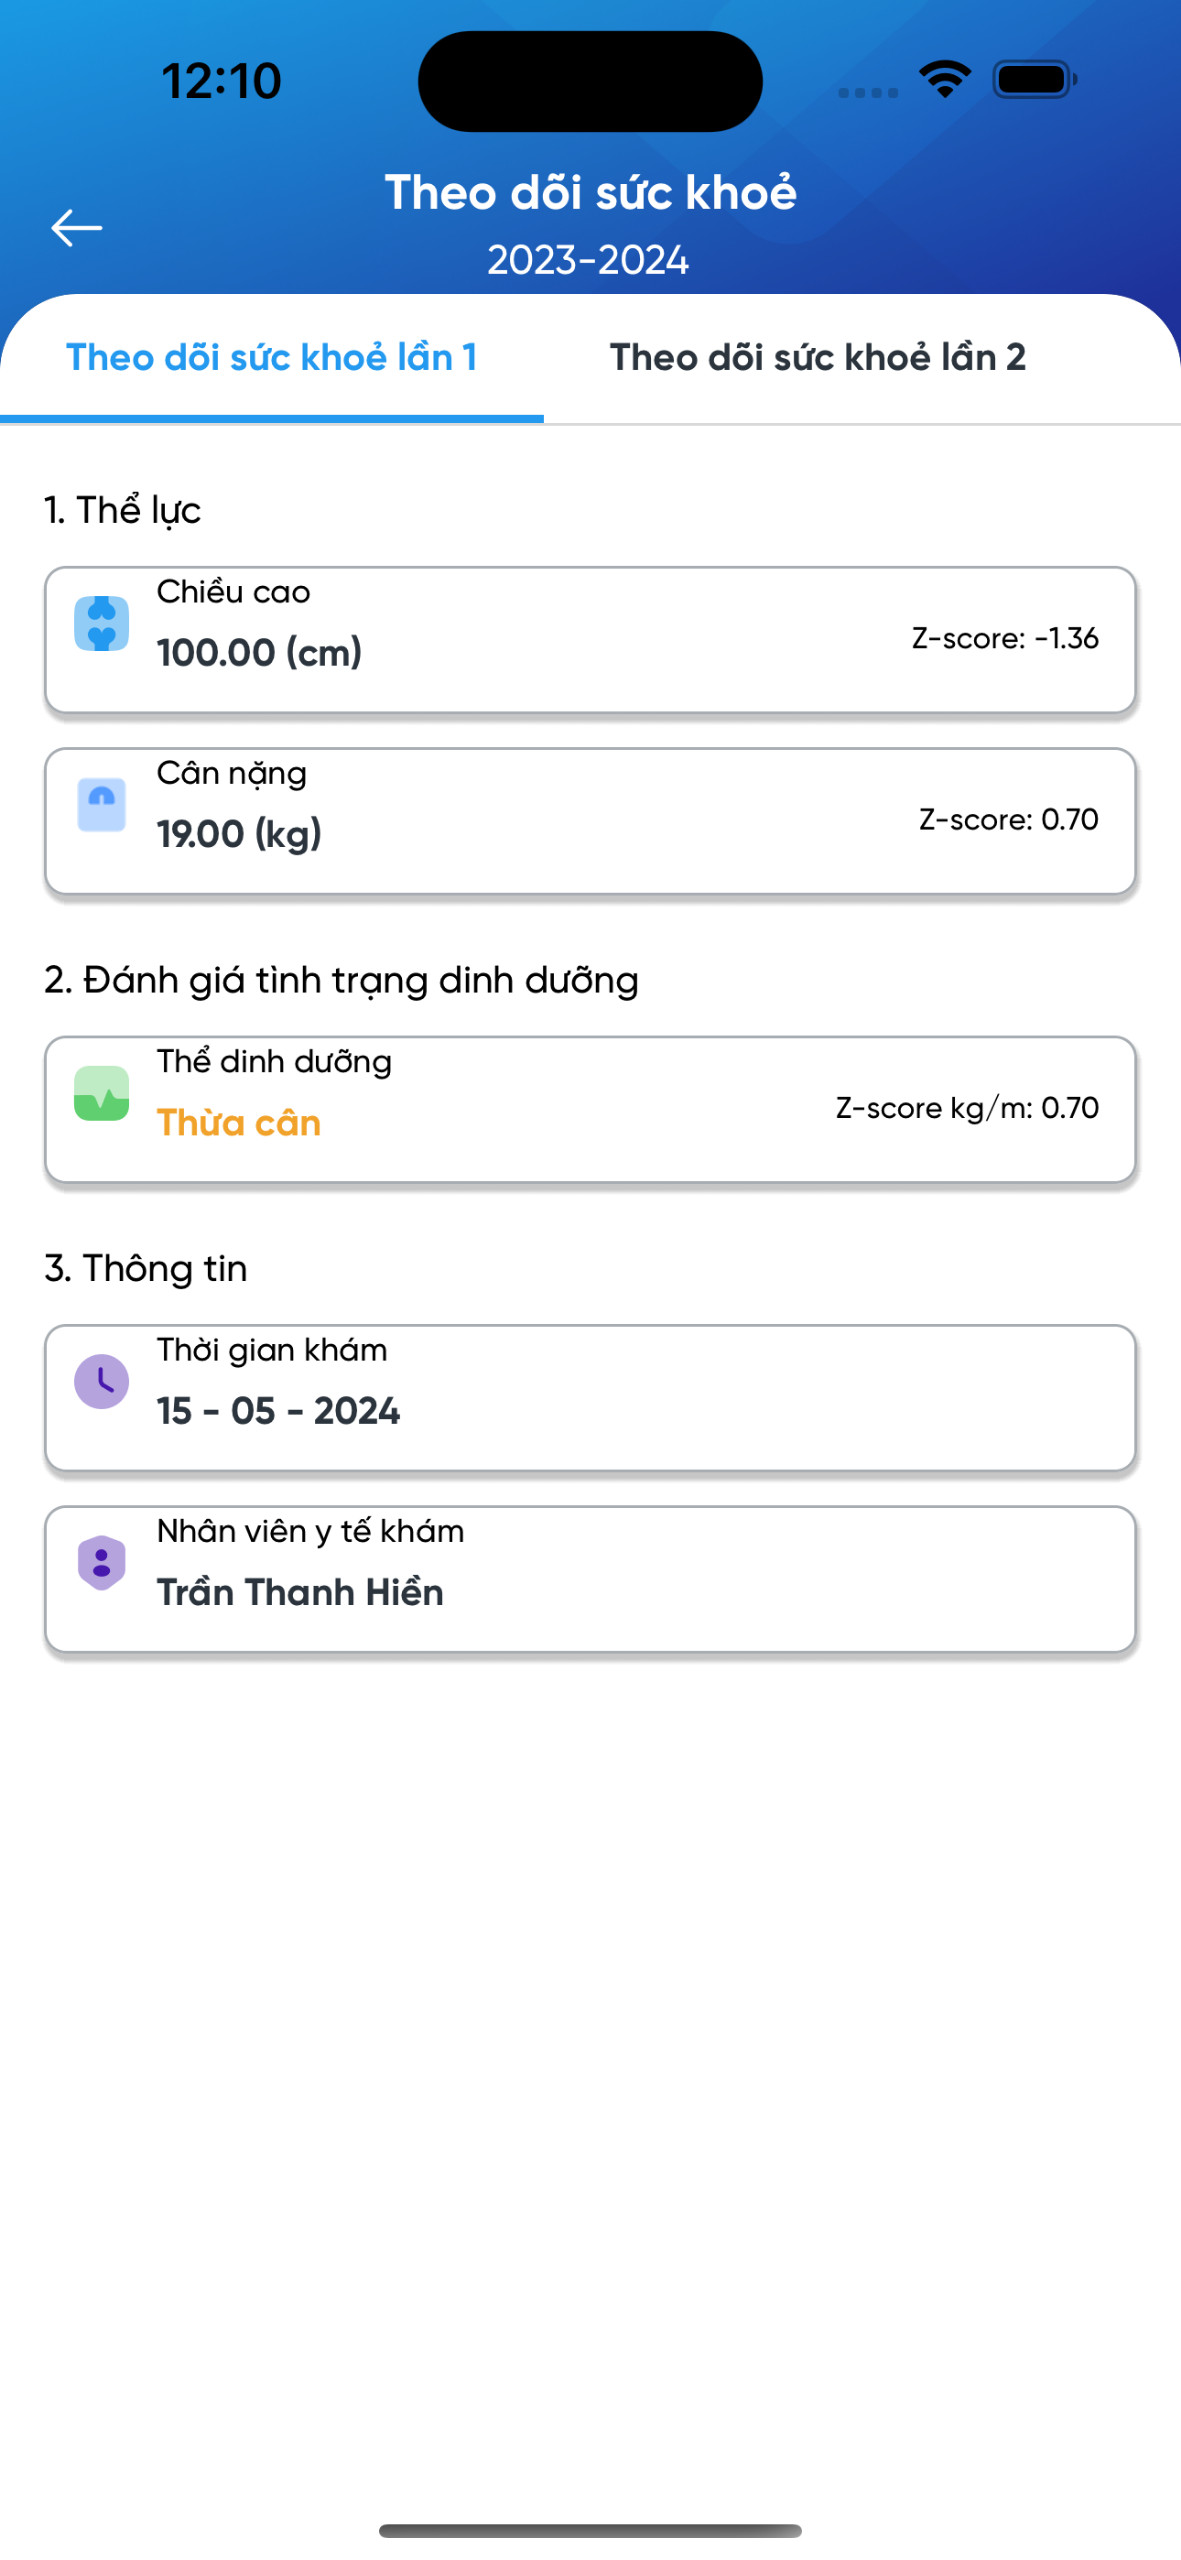 12:10
Theo dõi sức khoẻ
2023-2024
Theo dõi sức khoẻ lần 1
Theo dõi sức khoẻ lần 2
1. Thể lực
Chiều cao
100.00 (cm)
Z-score: -1.36
Cân nặng
19.00 (kg)
Z-score: 0.70
2. Đánh giá tình trạng dinh dưỡng
Thể dinh dưỡng
Thừa cân
Z-score kg/m: 0.70
3. Thông tin
Thời gian khám
15 - 05 - 2024
Nhân viên y tế khám
Trần Thanh Hiền